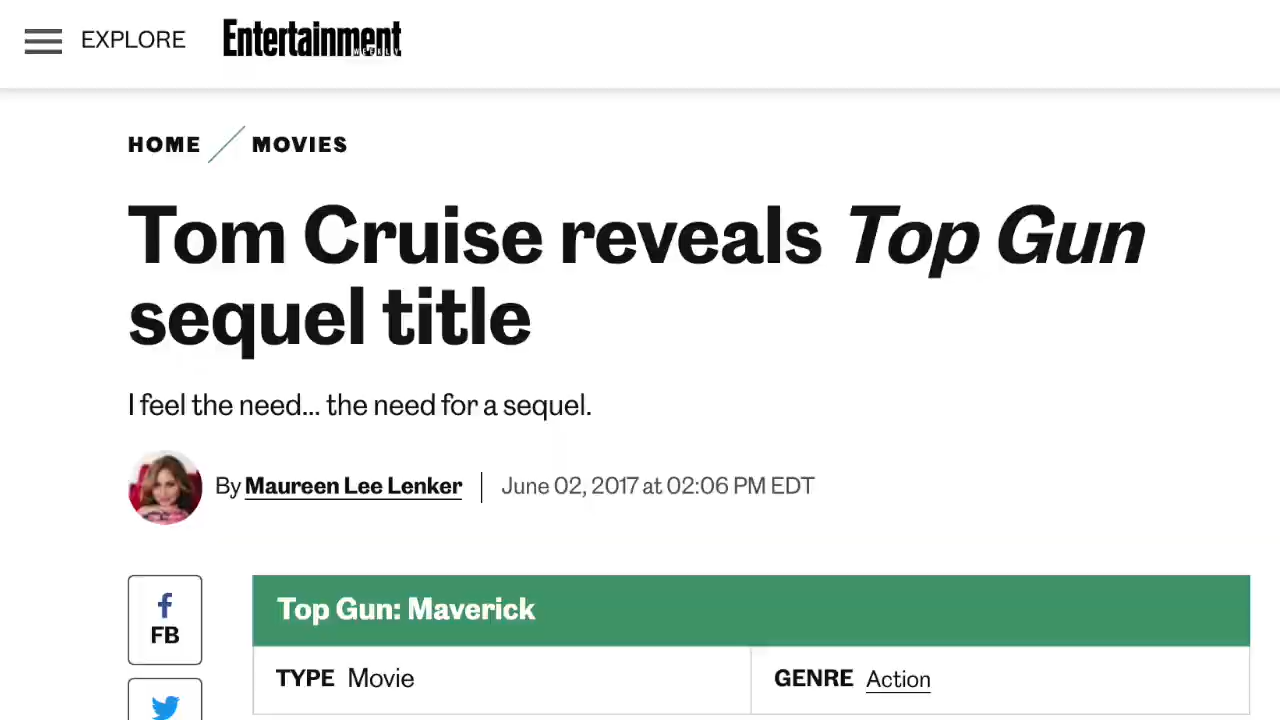 EXPLORE Entertainment WEEKLY
HOME MOVIES
Tom Cruise reveals Top Gun
sequel title
I feel the need... the need for a sequel.
By Maureen Lee Lenker | June 02, 2017 at 02:06 PM EDT
f
FB
Top Gun: Maverick
TYPE Movie GENRE Action